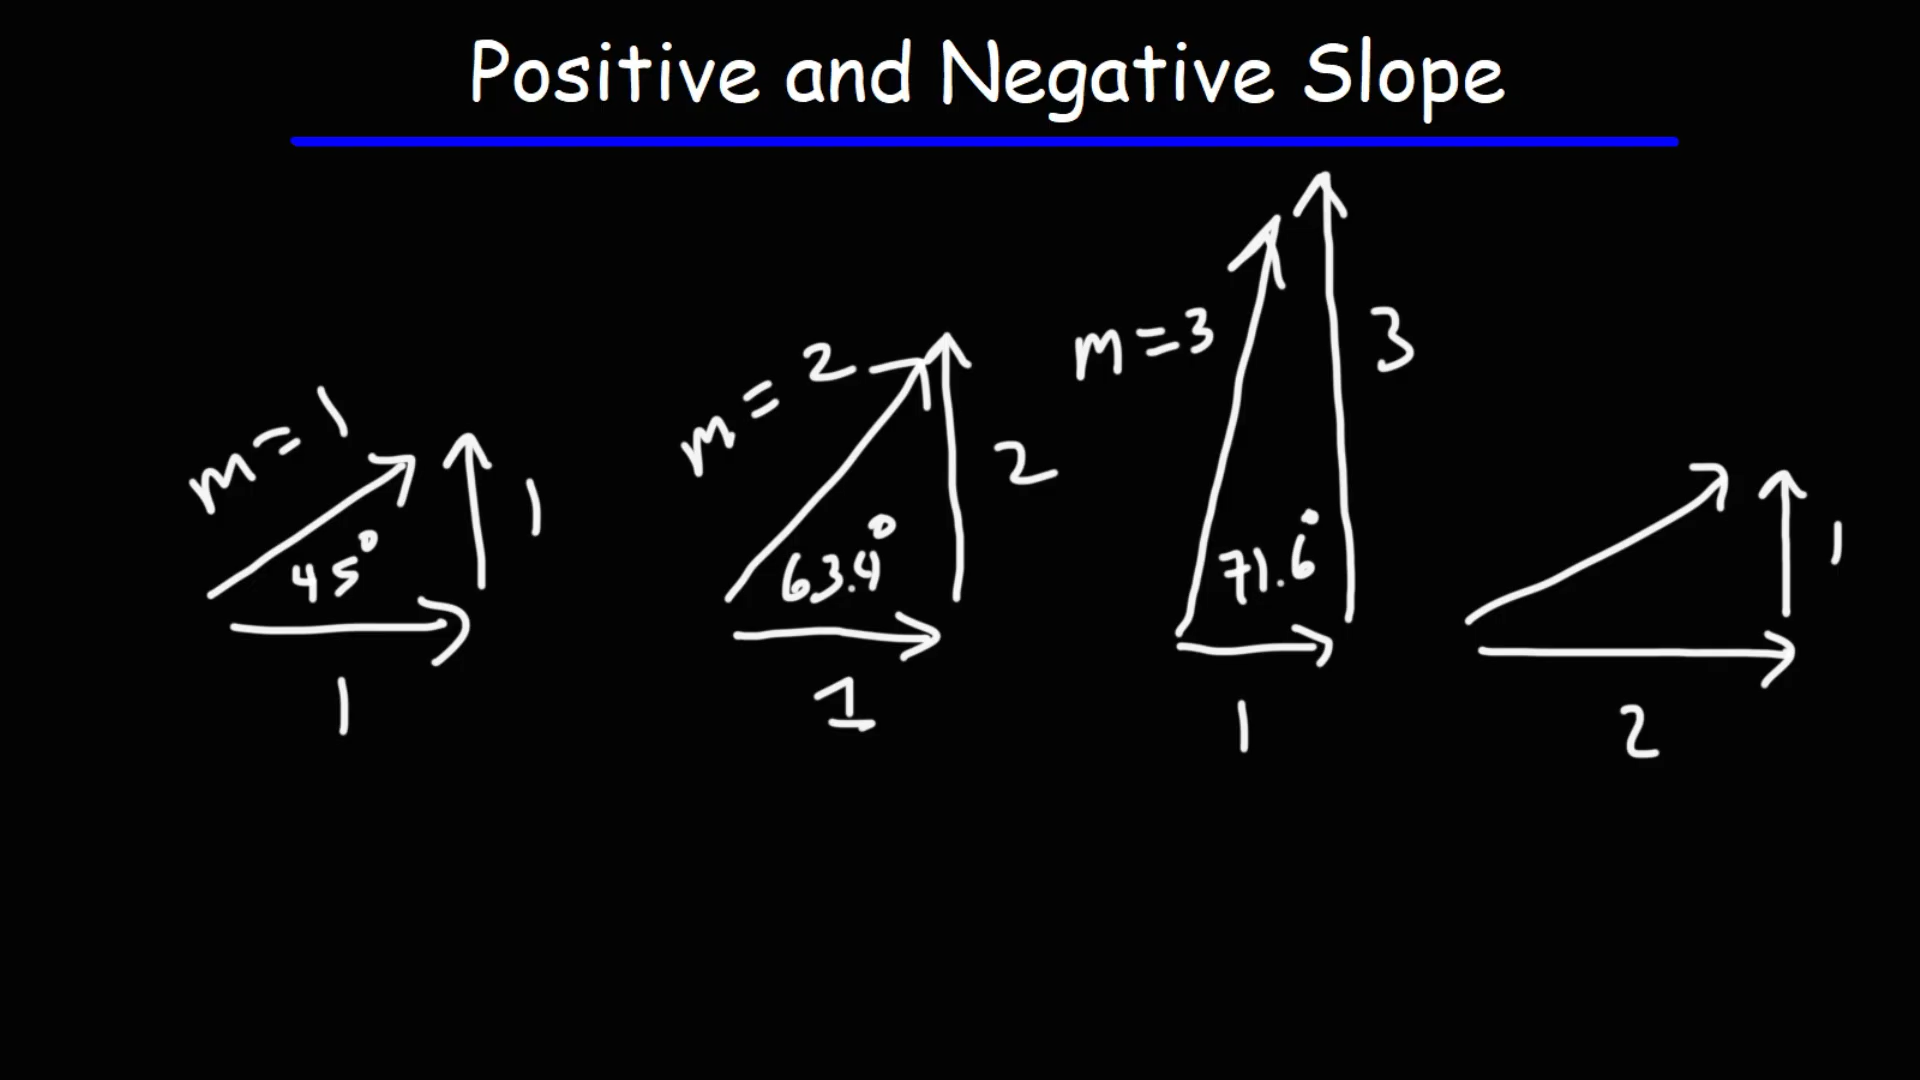 Positive and Negative Slope
m = 1
45°
1
1
m = 2
63.4°
2
1
m = 3
71.6°
3
1
1
2